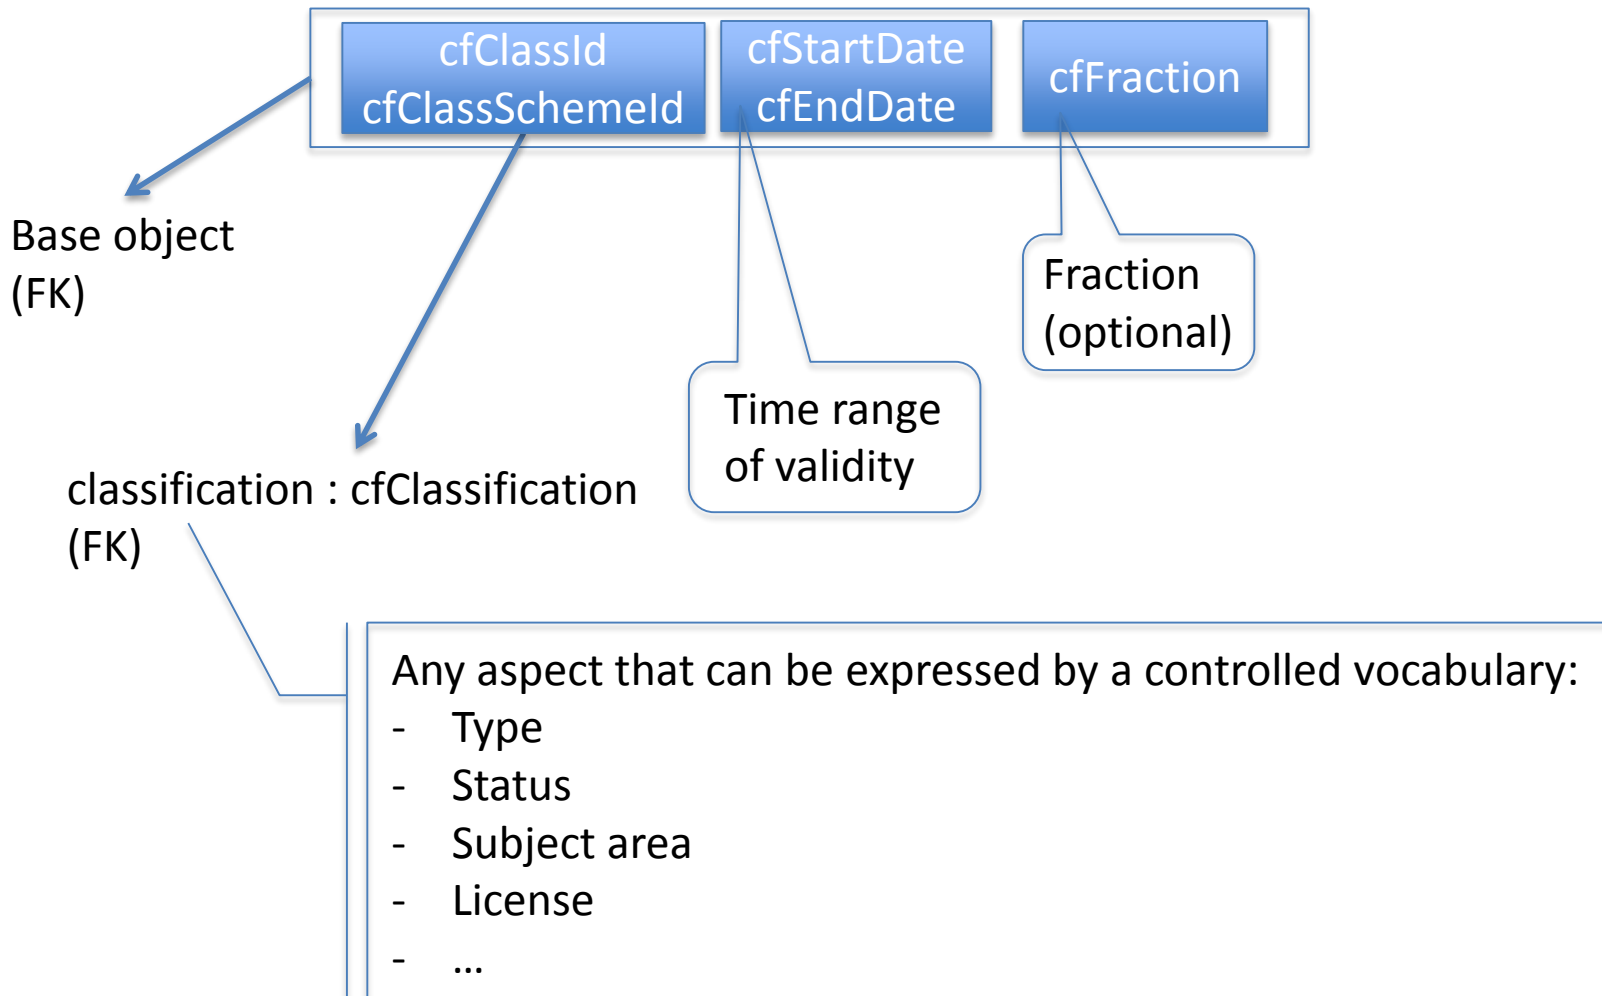 cfClassId
cfClassSchemeId
cfStartDate
cfEndDate
cfFraction
Base object
(FK)
Fraction
(optional)
Time range
of validity
classification : cfClassification
(FK)
Any aspect that can be expressed by a controlled vocabulary:
- Type
- Status
- Subject area
- License
- …